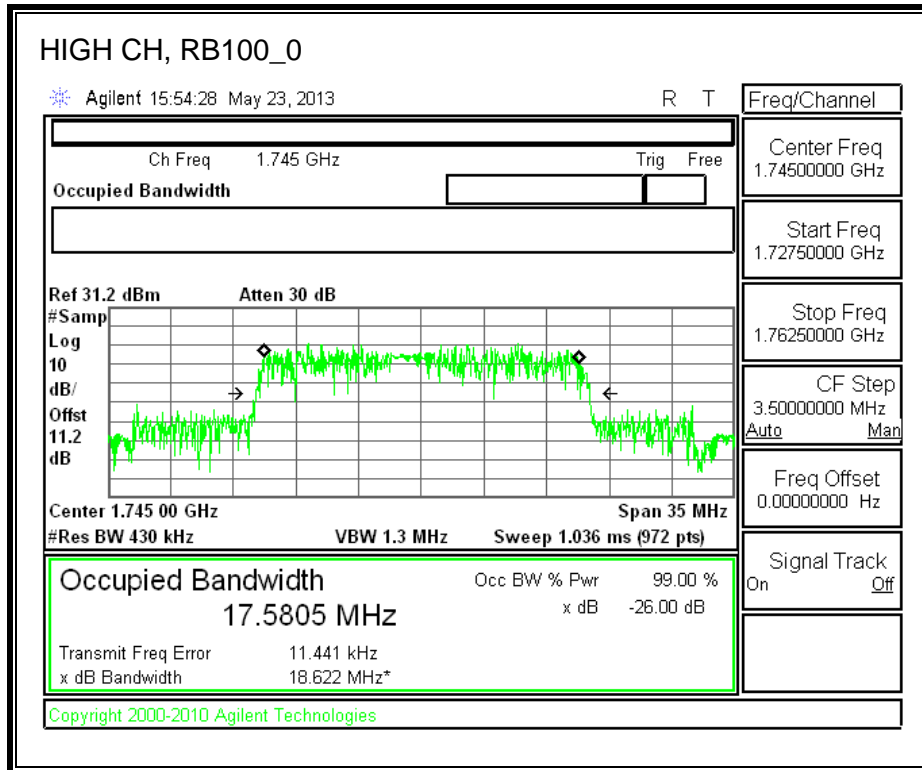 HIGH CH, RB100_0
Agilent 15:54:28 May 23, 2013 R T
Freq/Channel
Ch Freq 1.745 GHz Trig Free
Occupied Bandwidth
Center Freq
1.74500000 GHz
Start Freq
1.72750000 GHz
Stop Freq
1.76250000 GHz
CF Step
3.50000000 MHz
Auto Man
Freq Offset
0.00000000 Hz
Signal Track
On Off
Ref 31.2 dBm Atten 30 dB
#Samp
Log
10
dB/
Offst
11.2
dB
Center 1.745 00 GHz Span 35 MHz
#Res BW 430 kHz VBW 1.3 MHz Sweep 1.036 ms (972 pts)
Occupied Bandwidth Occ BW % Pwr 99.00 %
17.5805 MHz x dB -26.00 dB
Transmit Freq Error 11.441 kHz
x dB Bandwidth 18.622 MHz*
Copyright 2000-2010 Agilent Technologies